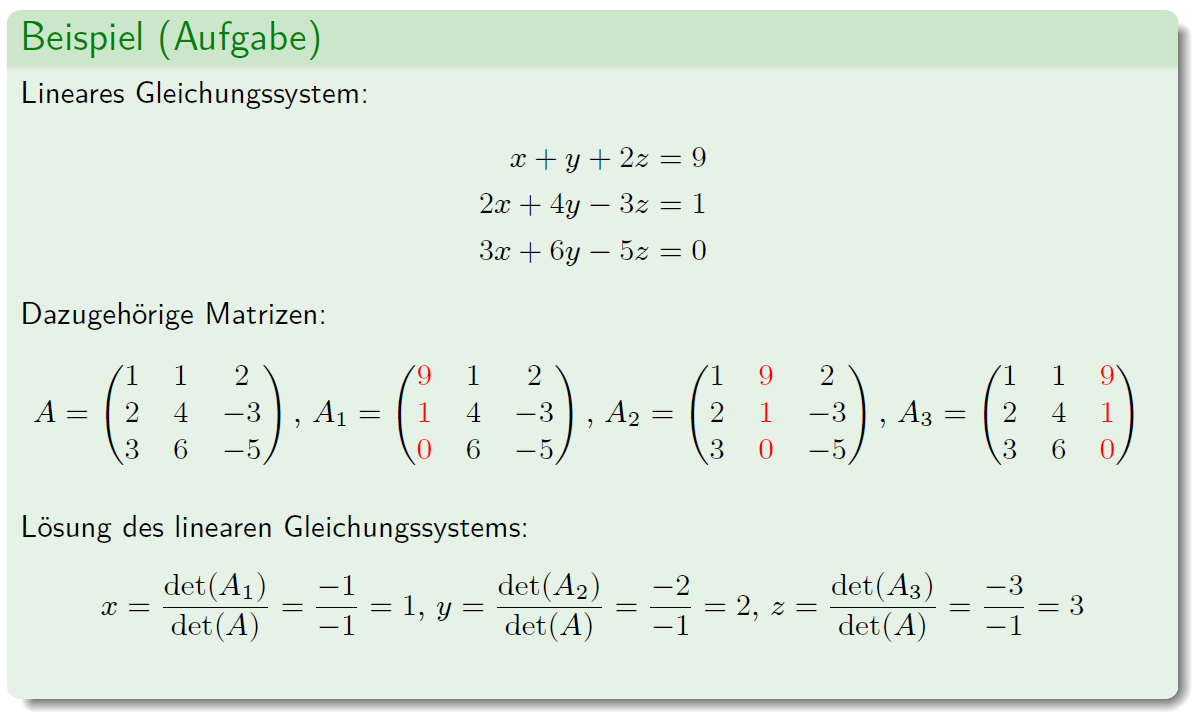 Beispiel (Aufgabe)
Lineares Gleichungssystem:
x + y + 2z = 9
2x + 4y − 3z = 1
3x + 6y − 5z = 0
Dazugehörige Matrizen:
A = (1 1 2; 2 4 −3; 3 6 −5), A₁ = (9 1 2; 1 4 −3; 0 6 −5), A₂ = (1 9 2; 2 1 −3; 3 0 −5), A₃ = (1 1 9; 2 4 1; 3 6 0)
Lösung des linearen Gleichungssystems:
x = det(A₁)/det(A) = −1/−1 = 1, y = det(A₂)/det(A) = −2/−1 = 2, z = det(A₃)/det(A) = −3/−1 = 3